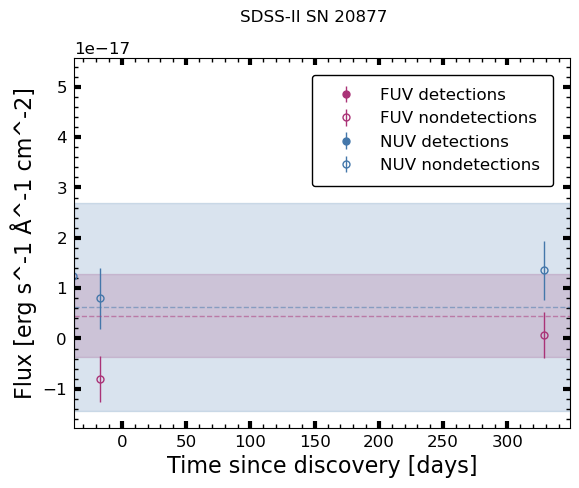 SDSS-II SN 20877
1e−17
FUV detections
FUV nondetections
NUV detections
NUV nondetections
5
4
3
2
1
0
−1
Flux [erg s^-1 Å^-1 cm^-2]
0 50 100 150 200 250 300
Time since discovery [days]